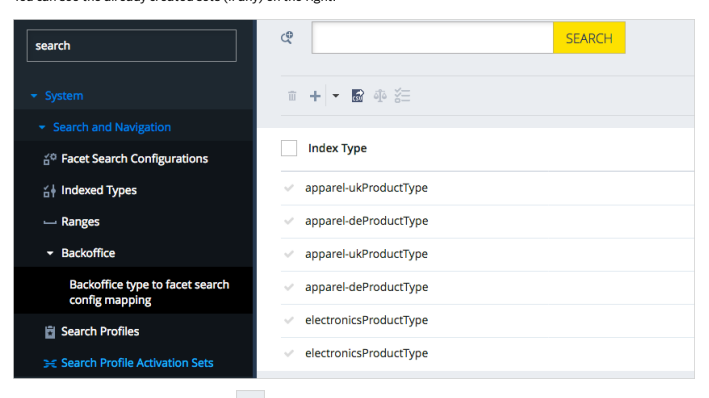 You can see the already created sets (if any) on the right.
search
SEARCH
System
Search and Navigation
Facet Search Configurations
Indexed Types
Ranges
Backoffice
Backoffice type to facet search
config mapping
Search Profiles
Search Profile Activation Sets
CSV
Index Type
apparel-ukProductType
apparel-deProductType
apparel-ukProductType
apparel-deProductType
electronicsProductType
electronicsProductType